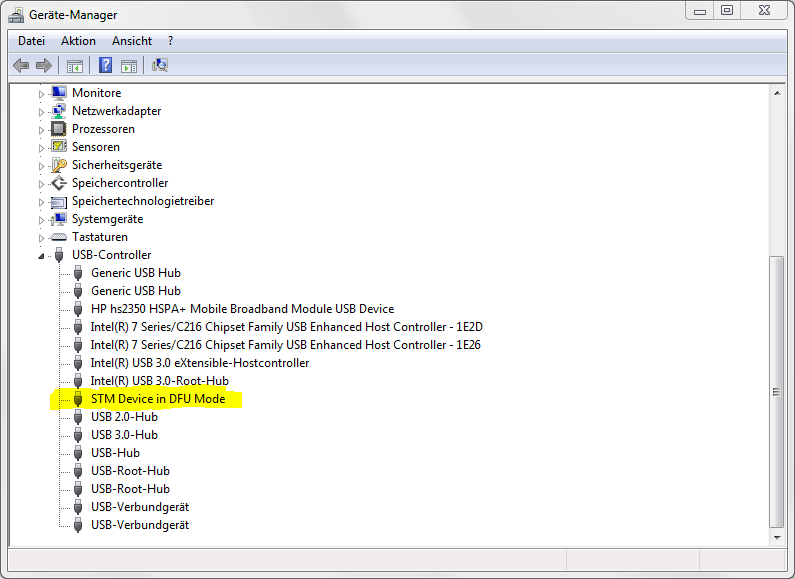 Geräte-Manager
Datei Aktion Ansicht ?
Monitore
Netzwerkadapter
Prozessoren
Sensoren
Sicherheitsgeräte
Speichercontroller
Speichertechnologietreiber
Systemgeräte
Tastaturen
USB-Controller
Generic USB Hub
Generic USB Hub
HP hs2350 HSPA+ Mobile Broadband Module USB Device
Intel(R) 7 Series/C216 Chipset Family USB Enhanced Host Controller - 1E2D
Intel(R) 7 Series/C216 Chipset Family USB Enhanced Host Controller - 1E26
Intel(R) USB 3.0 eXtensible-Hostcontroller
Intel(R) USB 3.0-Root-Hub
STM Device in DFU Mode
USB 2.0-Hub
USB 3.0-Hub
USB-Hub
USB-Root-Hub
USB-Root-Hub
USB-Verbundgerät
USB-Verbundgerät